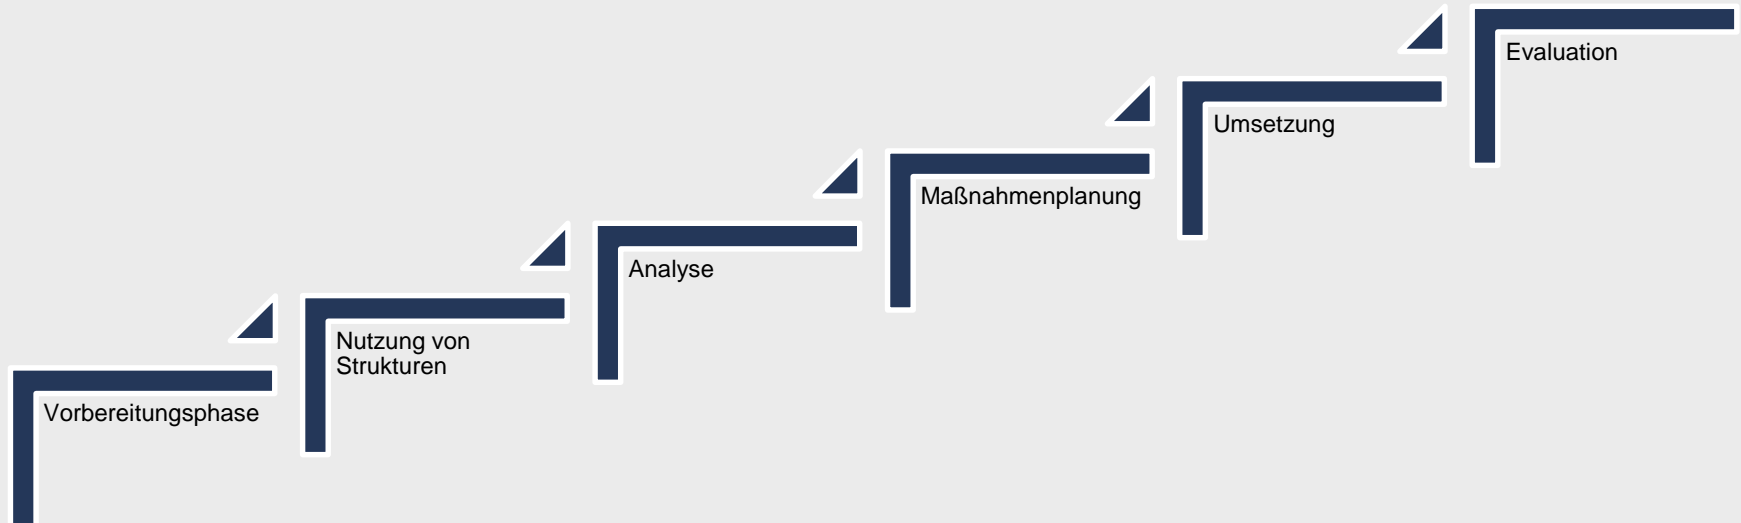 Vorbereitungsphase
Nutzung von
Strukturen
Analyse
Maßnahmenplanung
Umsetzung
Evaluation